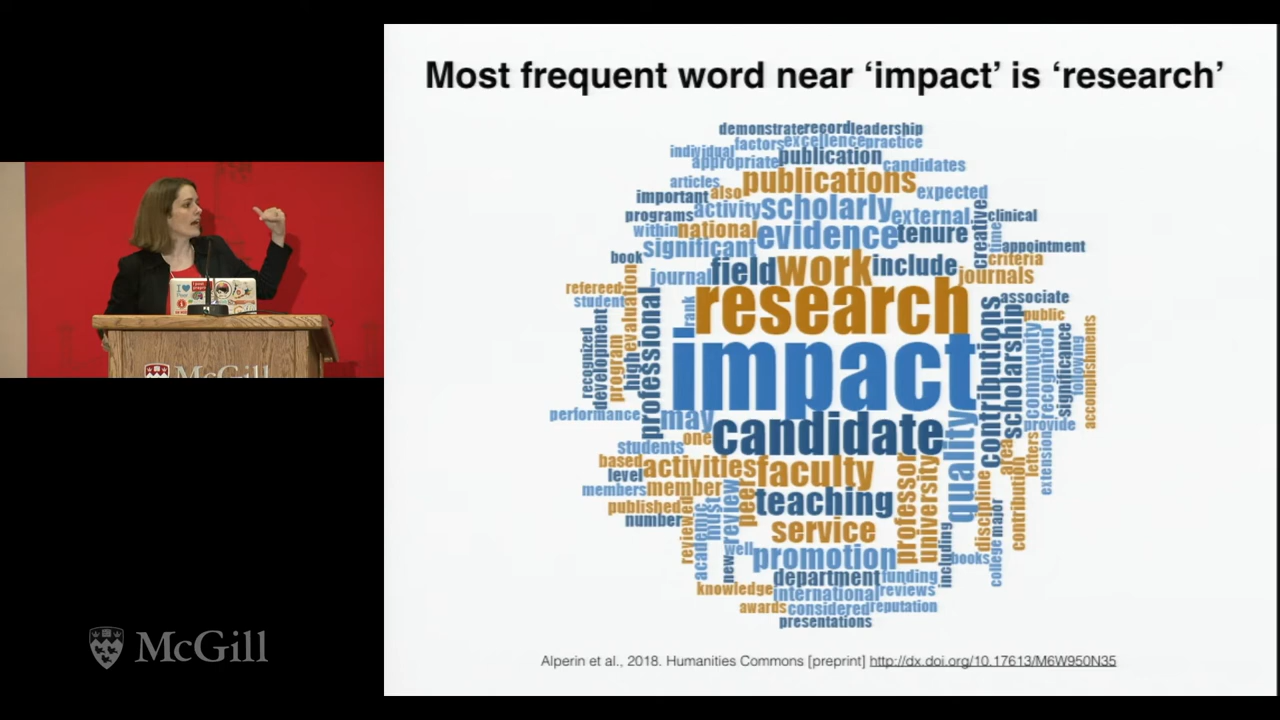 Most frequent word near ‘impact’ is ‘research’
demonstrate record leadership
factors excellence practice
individual
appropriate publication candidates
articles also publications expected
important
programs activity scholarly external clinical
within national evidence tenure creative time
significant appointment
book field work include criteria
journal journals
refereed evaluation
student rank research associate
professional public
recognized development program high
impact contributions scholarship community recognition significance following accomplishments
performance may candidate provide
students one quality
based activities faculty area letters extension
level
members member professor university
published peer teaching discipline contribution
number review must
reviewed academic service major
well promotion including books college
new department funding
knowledge international reviews
awards considered reputation
presentations
Alperin et al., 2018. Humanities Commons [preprint] http://dx.doi.org/10.17613/M6W950N35
McGill
McGill